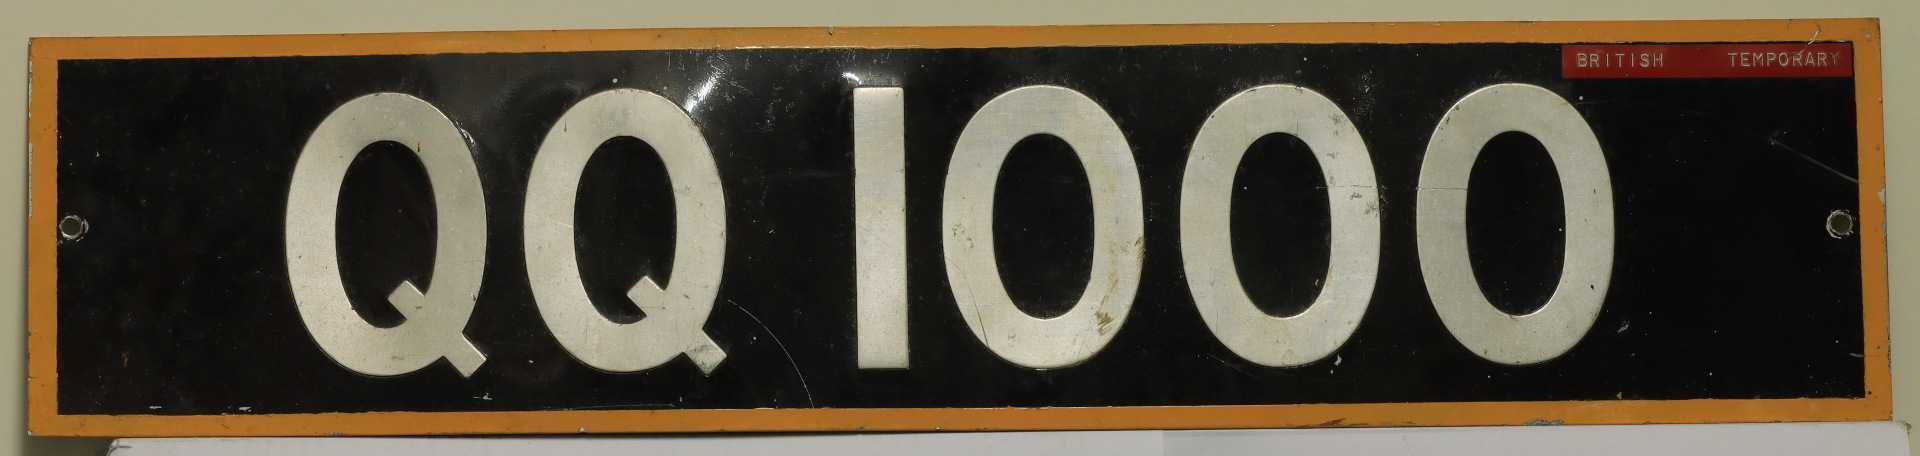 BRITISH TEMPORARY
QQ 1000